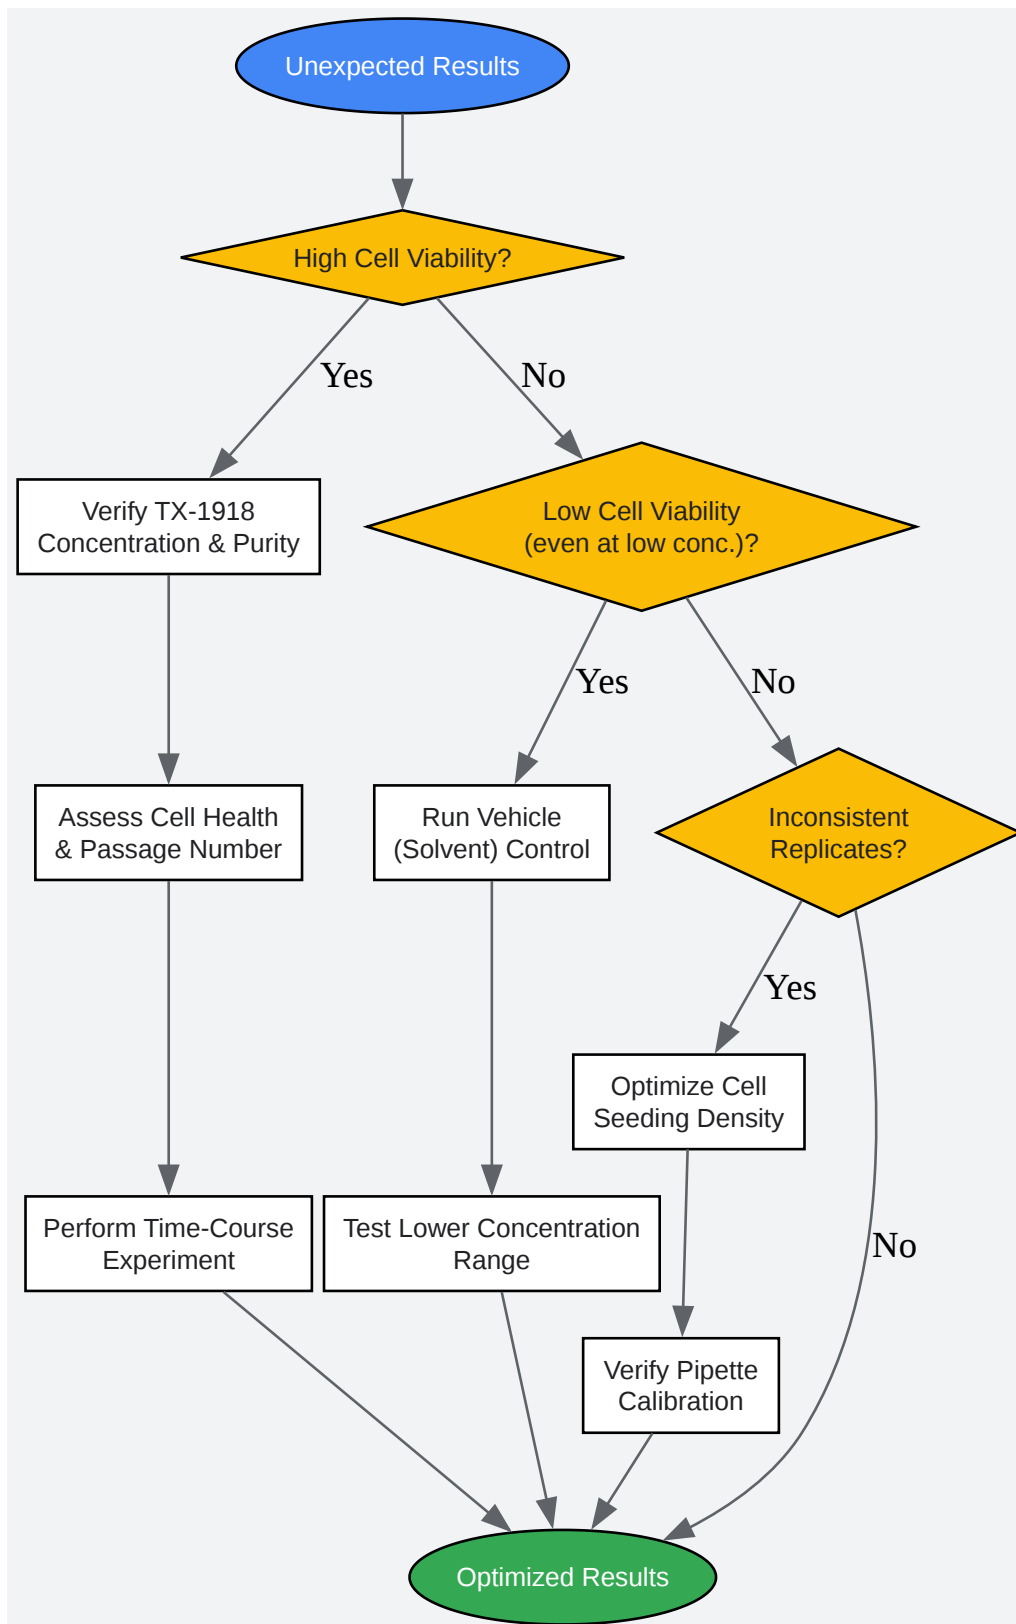 Unexpected Results
High Cell Viability?
Yes
No
Verify TX-1918
Concentration & Purity
Low Cell Viability
(even at low conc.)?
Yes
No
Assess Cell Health
& Passage Number
Run Vehicle
(Solvent) Control
Inconsistent
Replicates?
Yes
Optimize Cell
Seeding Density
Perform Time-Course
Experiment
Test Lower Concentration
Range
No
Verify Pipette
Calibration
Optimized Results